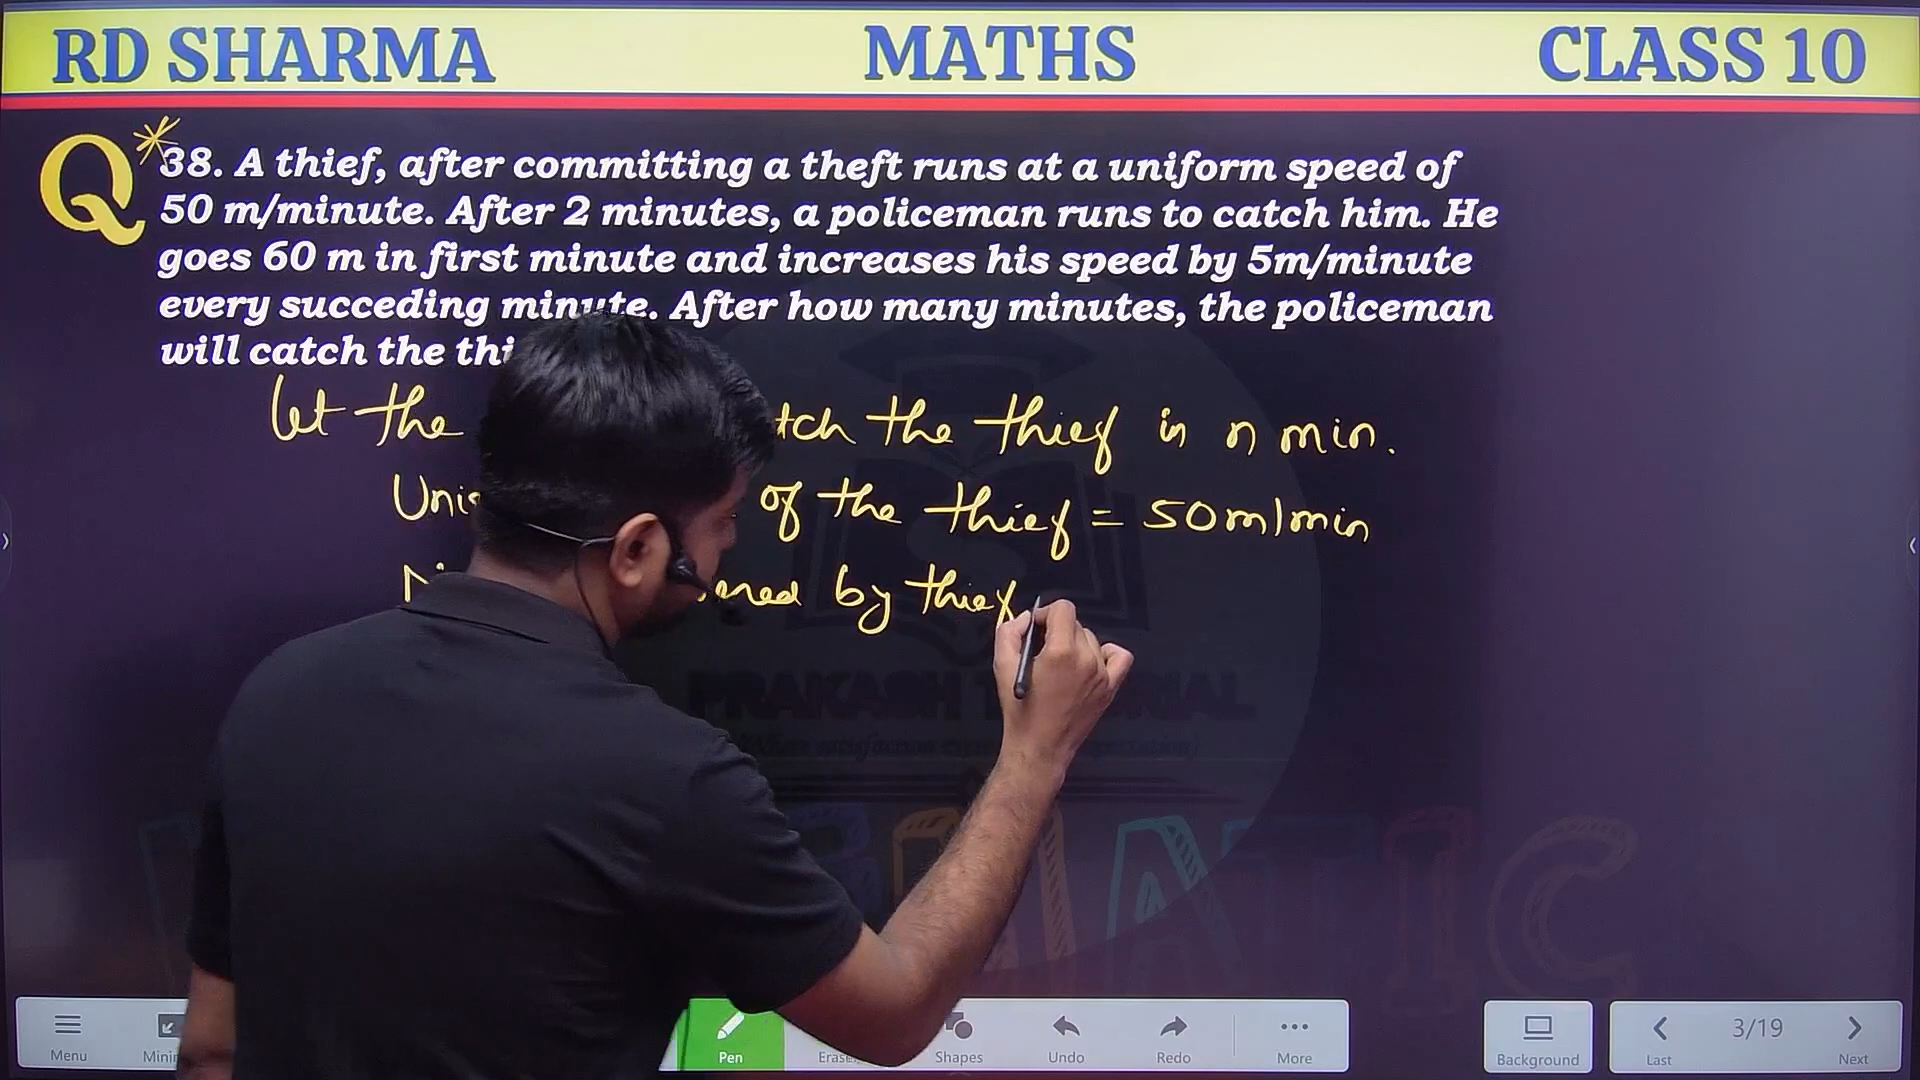 RD SHARMA MATHS CLASS 10
Q *38. A thief, after committing a theft runs at a uniform speed of
50 m/minute. After 2 minutes, a policeman runs to catch him. He
goes 60 m in first minute and increases his speed by 5m/minute
every succeding minute. After how many minutes, the policeman
will catch the thi
Let the tch the thief in n min.
Uni of the thief = 50m/min
by thief
PRAKASH T RIAL
Menu Pen Erase Shapes Undo Redo More Background Last 3/19 Next